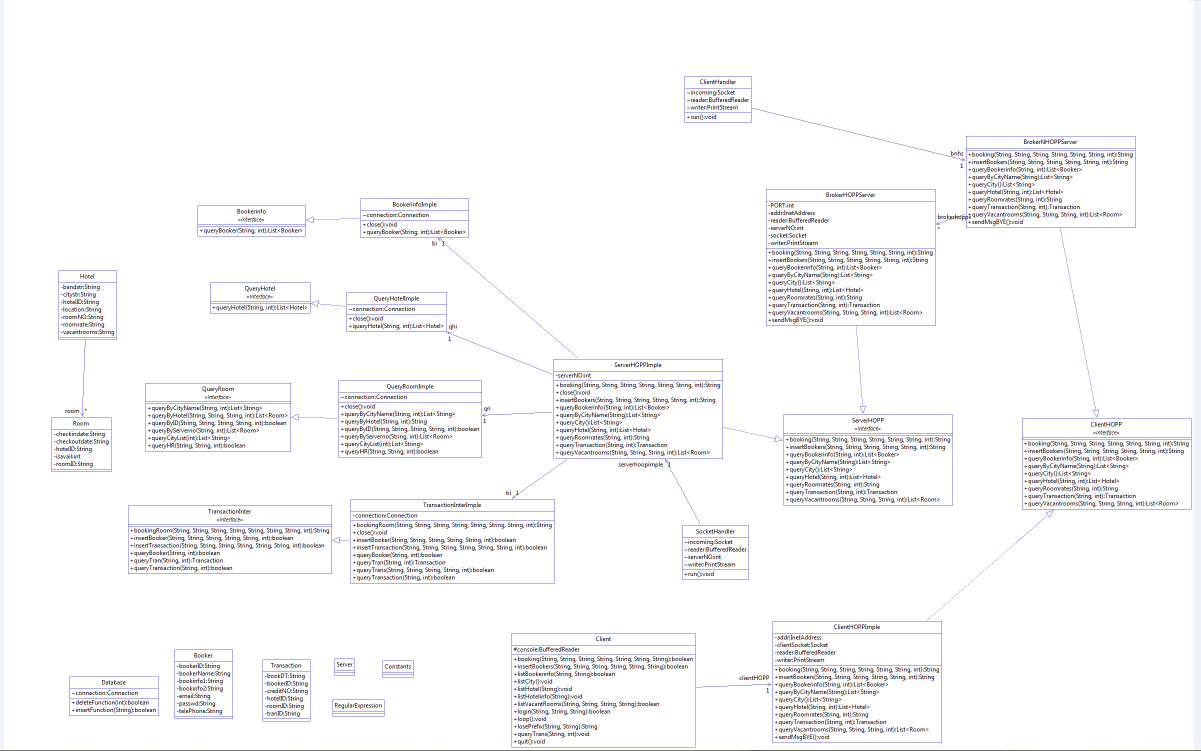 ClientHandler
~incoming:Socket
~reader:BufferedReader
~writer:PrintStream
+run():void
bnhs
1
BrokerNHOPPServer
+booking(String, String, String, String, String, String, int):String
+insertBookers(String, String, String, String, int):String
+queryBookerinfo(String, int):List<Booker>
+queryByCityName(String):List<String>
+queryCity():List<String>
+queryHotel(String, int):List<Hotel>
+queryRoomrates(String, int):String
+queryTransaction(String, int):Transaction
+queryVacantrooms(String, String, String, int):List<Room>
+sendMsgBYE():void
BrokerHOPPServer
-PORT:int
-addr:InetAddress
-reader:BufferedReader
-serverNO:int
-socket:Socket
-writer:PrintStream
+booking(String, String, String, String, String, String, int):String
+insertBookers(String, String, String, String, int):String
+queryBookerinfo(String, int):List<Booker>
+queryByCityName(String):List<String>
+queryCity():List<String>
+queryHotel(String, int):List<Hotel>
+queryRoomrates(String, int):String
+queryTransaction(String, int):Transaction
+queryVacantrooms(String, String, String, int):List<Room>
+sendMsgBYE():void
*
Bookerinfo
«interface»
+queryBooker(String, int):List<Booker>
BookerinfoImple
~connection:Connection
+close():void
+queryBooker(String, int):List<Booker>
bi 1
Hotel
-bandstr:String
-citystr:String
-hotelID:String
-location:String
-roomNO:String
-roomrate:String
-vacantrooms:String
room *
Room
-checkindate:String
-checkoutdate:String
-hotelID:String
-isavail:int
-roomID:String
QueryHotel
«interface»
+queryHotel(String, int):List<Hotel>
QueryHotelImple
~connection:Connection
+close():void
+queryHotel(String, int):List<Hotel>
qhi
1
QueryRoom
«interface»
+queryByCityName(String, int):List<String>
+queryByHotel(String, String, String, int):List<Room>
+queryByID(String, String, String, String, int):boolean
+queryByServerno(String, String):List<Room>
+queryCityList(int):List<String>
+queryHR(String, String, int):boolean
QueryRoomImple
~connection:Connection
+close():void
+queryByCityName(String, int):List<String>
+queryByHotel(String, int):String
+queryByID(String, String, String, String, int):boolean
+queryByServerno(String, String):List<Room>
+queryCityList(int):List<String>
+queryHR(String, String, int):boolean
qri
1
ServerHOPPImple
-serverNO:int
+booking(String, String, String, String, String, String, int):String
+close():void
+insertBookers(String, String, String, String, int):String
+queryBookerinfo(String, int):List<Booker>
+queryByCityName(String):List<String>
+queryCity():List<String>
+queryHotel(String, int):List<Hotel>
+queryRoomrates(String, int):String
+queryTransaction(String, int):Transaction
+queryVacantrooms(String, String, String, int):List<Room>
serverhoopimple 1
ServerHOPP
«interface»
+booking(String, String, String, String, String, String, int):String
+insertBookers(String, String, String, String, int):String
+queryBookerinfo(String, int):List<Booker>
+queryByCityName(String):List<String>
+queryCity():List<String>
+queryHotel(String, int):List<Hotel>
+queryRoomrates(String, int):String
+queryTransaction(String, int):Transaction
+queryVacantrooms(String, String, String, int):List<Room>
ClientHOPP
«interface»
+booking(String, String, String, String, String, String, int):String
+insertBookers(String, String, String, String, int):String
+queryBookerinfo(String, int):List<Booker>
+queryByCityName(String):List<String>
+queryCity():List<String>
+queryHotel(String, int):List<Hotel>
+queryRoomrates(String, int):String
+queryTransaction(String, int):Transaction
+queryVacantrooms(String, String, String, int):List<Room>
TransactionInter
«interface»
+bookingRoom(String, String, String, String, String, String, int):String
+insertBooker(String, String, String, String, int):boolean
+insertTransaction(String, String, String, String, String, int):boolean
+queryBooker(String, int):boolean
+queryTran(String, int):Transaction
+queryTransaction(String, int):boolean
tii 1
TransactionInterImple
~connection:Connection
+bookingRoom(String, String, String, String, String, String, int):String
+close():void
+insertBooker(String, String, String, String, int):boolean
+insertTransaction(String, String, String, String, String, int):boolean
+queryBooker(String, int):boolean
+queryTran(String, int):Transaction
+queryTrans(String, String, String, int):boolean
+queryTransaction(String, int):boolean
SocketHandler
~incoming:Socket
~reader:BufferedReader
~serverNO:int
~writer:PrintStream
+run():void
Database
~connection:Connection
+deleteFunction(int):boolean
+insertFunction(String):boolean
Booker
-bookerID:String
-bookerName:String
-bookinfo1:String
-bookinfo2:String
-email:String
-passwd:String
-telePhone:String
Transaction
-bookDT:String
-bookerID:String
-creditNO:String
-hotelID:String
-roomID:String
-tranID:String
Server
Constants
RegularExpression
Client
#console:BufferedReader
+booking(String, String, String, String, String, String):boolean
+insertBookers(String, String, String, String):boolean
+listBookerinfo(String):boolean
+listCity():void
+listHotel(String):void
+listHotelinfo(String):void
+listVacantRooms(String, String, String):boolean
+login(String, String):boolean
+loop():void
+losePrefix(String, String):String
+queryTrans(String, int):void
+quit():void
clientHOPP
1
ClientHOPPImple
~addr:InetAddress
~clientSocket:Socket
~reader:BufferedReader
~writer:PrintStream
+booking(String, String, String, String, String, String, int):String
+insertBookers(String, String, String, String, int):String
+queryBookerinfo(String, int):List<Booker>
+queryByCityName(String):List<String>
+queryCity():List<String>
+queryHotel(String, int):List<Hotel>
+queryRoomrates(String, int):String
+queryTransaction(String, int):Transaction
+queryVacantrooms(String, String, String, int):List<Room>
+sendMsgBYE():void